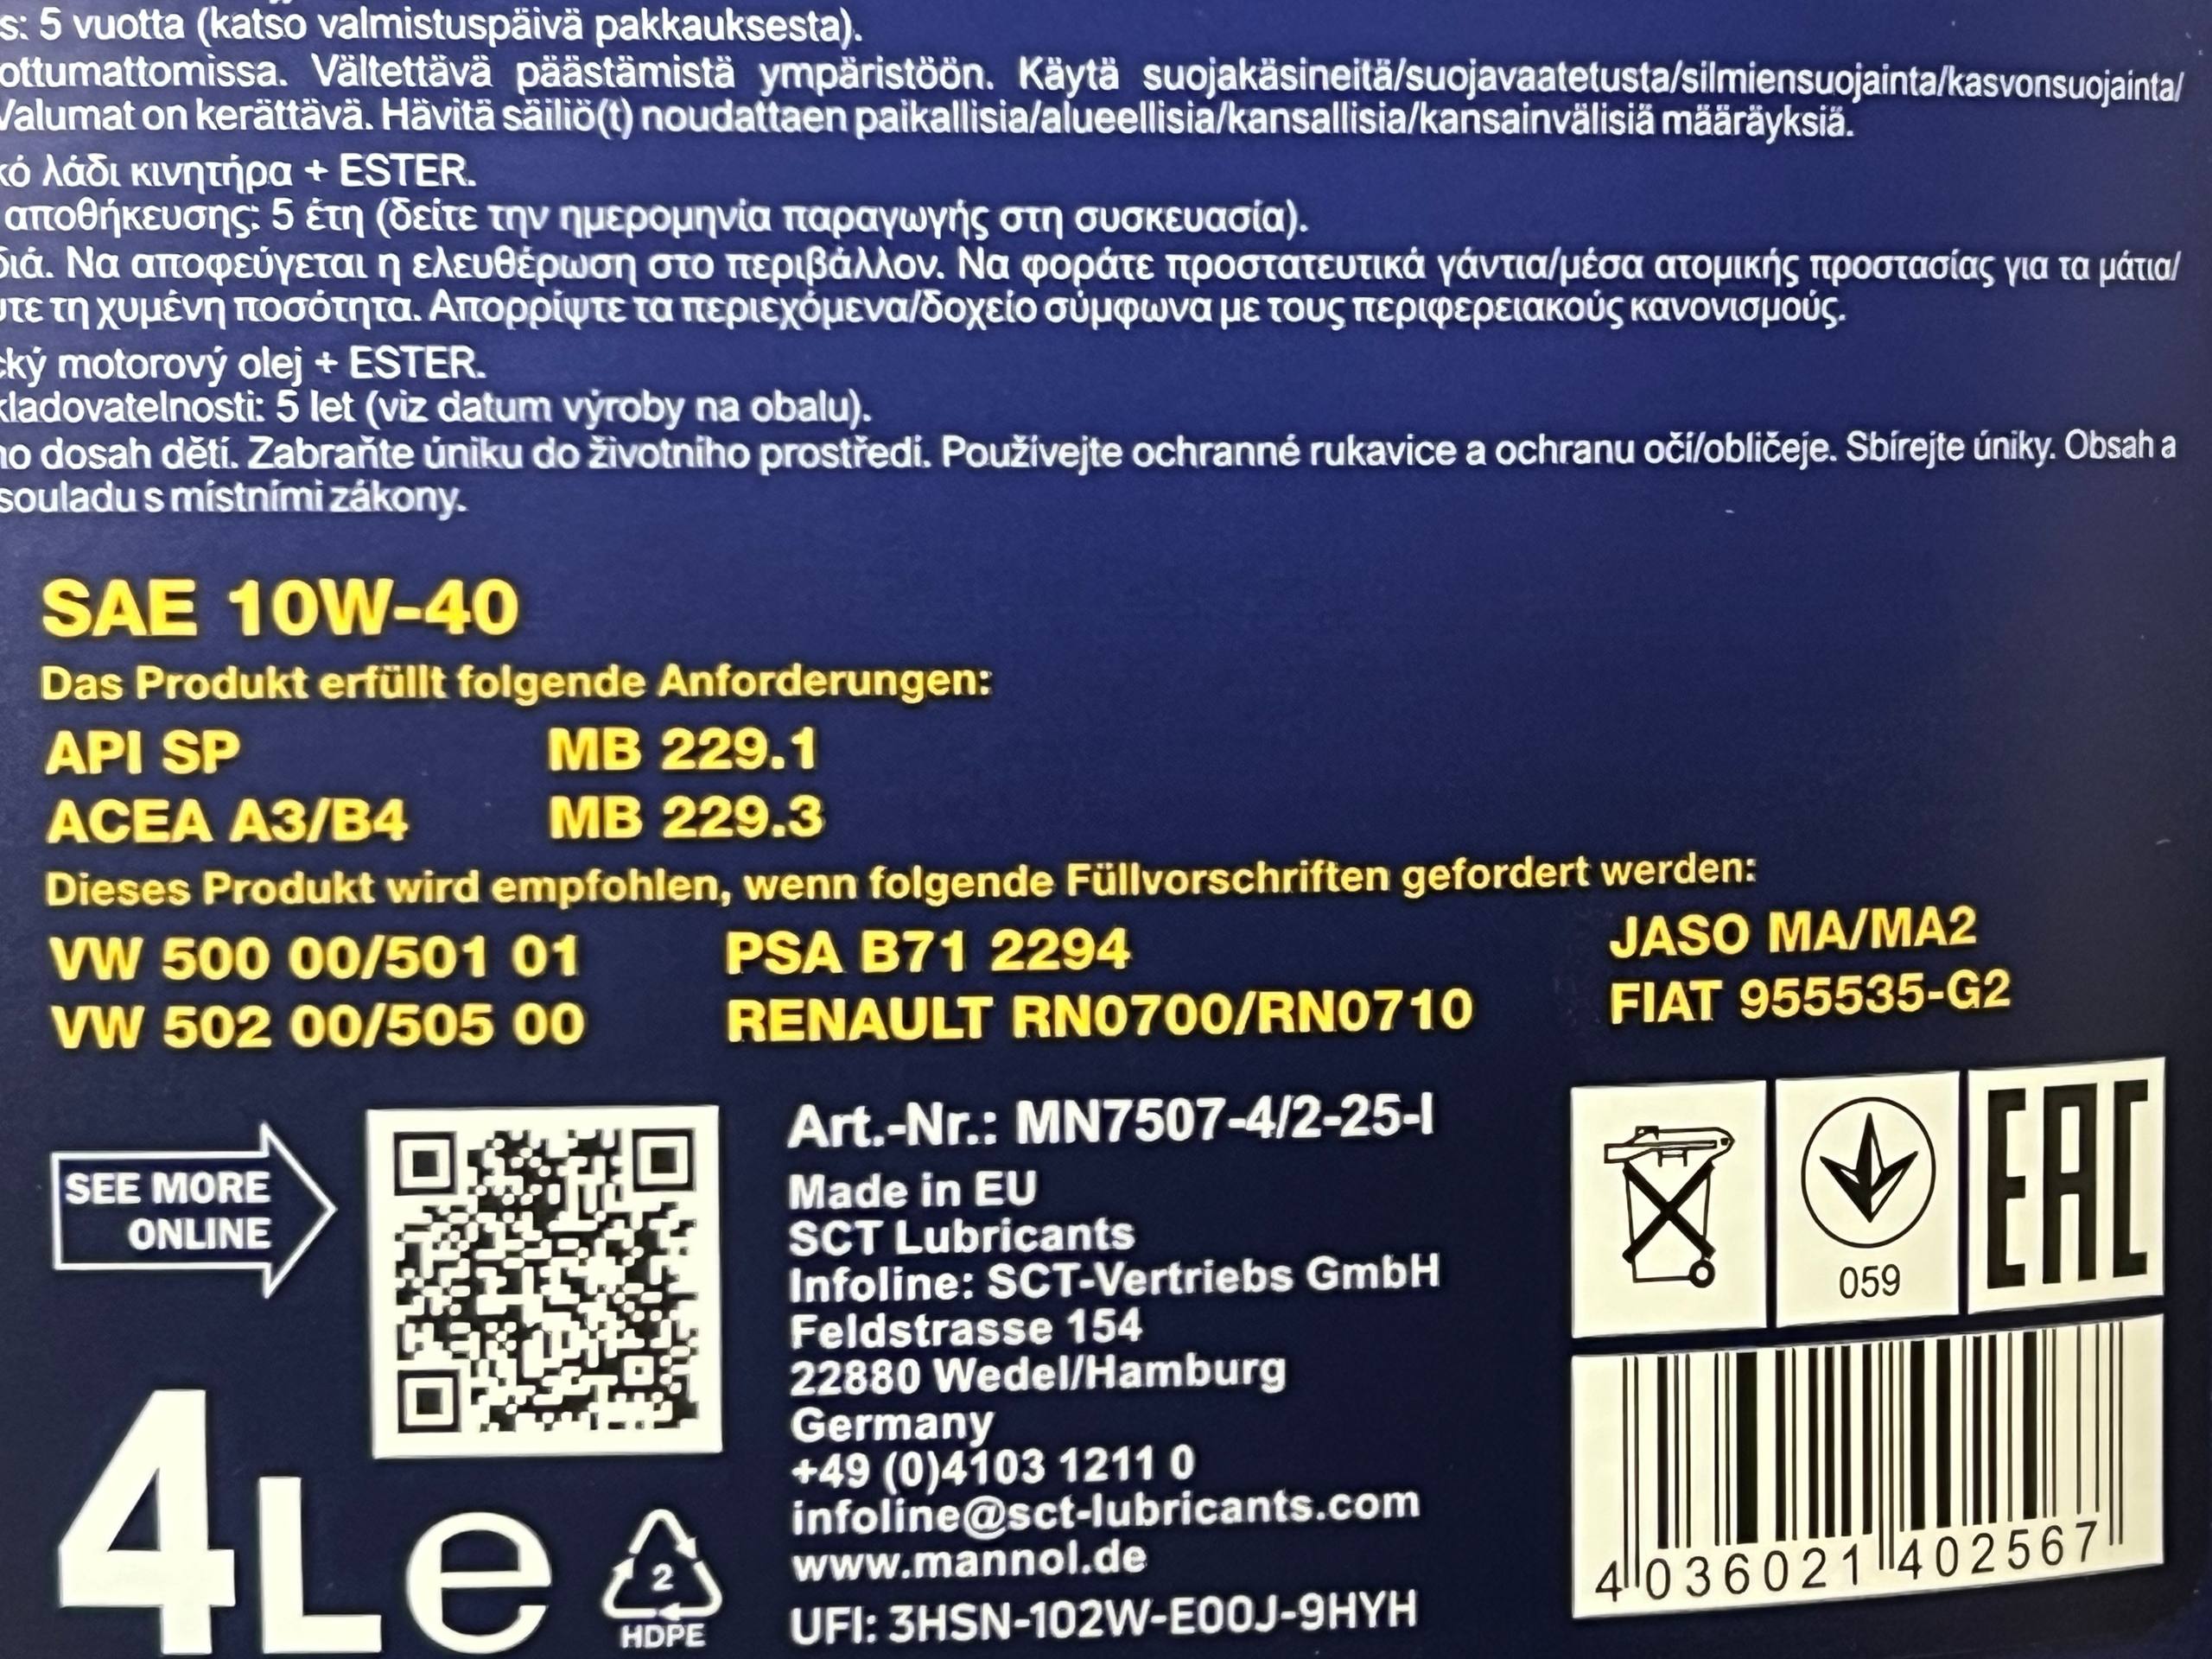 s: 5 vuotta (katso valmistuspäivä pakkauksesta).
ottumattomissa. Vältettävä päästämistä ympäristöön. Käytä suojakäsineitä/suojavaatetusta/silmiensuojainta/kasvonsuojainta/
Valumat on kerättävä. Hävitä säiliö(t) noudattaen paikallisia/alueellisia/kansallisia/kansainvälisiä määräyksiä.
κό λάδι κινητήρα + ESTER.
αποθήκευσης: 5 έτη (δείτε την ημερομηνία παραγωγής στη συσκευασία).
διά. Να αποφεύγεται η ελευθέρωση στο περιβάλλον. Να φοράτε προστατευτικά γάντια/μέσα ατομικής προστασίας για τα μάτια/
τε τη χυμένη ποσότητα. Απορρίψτε τα περιεχόμενα/δοχείο σύμφωνα με τους περιφερειακούς κανονισμούς.
cký motorový olej + ESTER.
kladovatelnosti: 5 let (viz datum výroby na obalu).
o dosah dětí. Zabraňte úniku do životního prostředí. Používejte ochranné rukavice a ochranu očí/obličeje. Sbírejte úniky. Obsah a
souladu s místními zákony.
SAE 10W-40
Das Produkt erfüllt folgende Anforderungen:
API SP MB 229.1
ACEA A3/B4 MB 229.3
Dieses Produkt wird empfohlen, wenn folgende Füllvorschriften gefordert werden:
VW 500 00/501 01 PSA B71 2294 JASO MA/MA2
VW 502 00/505 00 RENAULT RN0700/RN0710 FIAT 955535-G2
SEE MORE
ONLINE
Art.-Nr.: MN7507-4/2-25-I
Made in EU
SCT Lubricants
Infoline: SCT-Vertriebs GmbH
Feldstrasse 154
22880 Wedel/Hamburg
Germany
+49 (0)4103 1211 0
infoline@sct-lubricants.com
www.mannol.de
UFI: 3HSN-102W-E00J-9HYH
4L e
2
HDPE
059
EAC
4 036021 402567